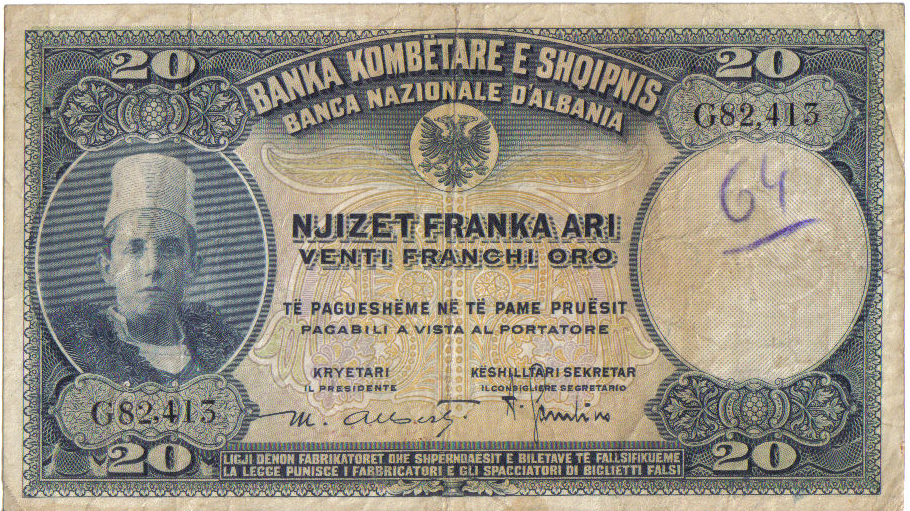 20 20
BANKA KOMBËTARE E SHQIPNIS
BANCA NAZIONALE D'ALBANIA
G82,413
64
NJIZET FRANKA ARI
VENTI FRANCHI ORO
TË PAGUESHËME NË TË PAME PRUËSIT
PAGABILI A VISTA AL PORTATORE
KRYETARI
IL PRESIDENTE
KËSHILLTARI SEKRETAR
IL CONSIGLIERE SEGRETARIO
G82,413
M. Alberti
20 20
LIGJI DENON FABRIKATORET DHE SHPERNDAESIT E BILETAVE TË FALLSIFIKUEME
LA LEGGE PUNISCE I FABBRICATORI E GLI SPACCIATORI DI BIGLIETTI FALSI